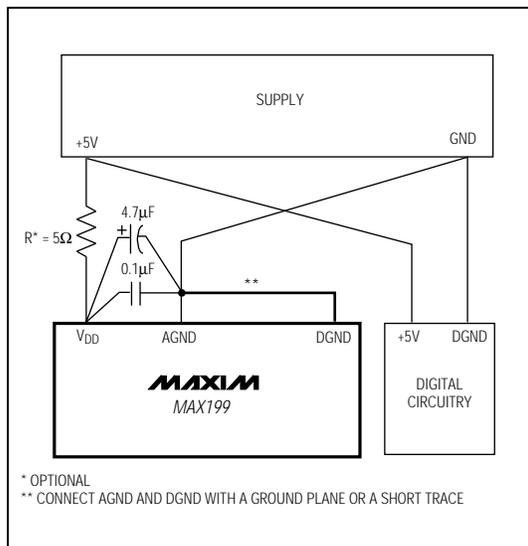 SUPPLY
+5V
GND
4.7µF
+
R* = 5Ω
0.1µF
**
VDD
AGND
DGND
+5V
DGND
MAXIM
MAX199
DIGITAL
CIRCUITRY
* OPTIONAL
** CONNECT AGND AND DGND WITH A GROUND PLANE OR A SHORT TRACE